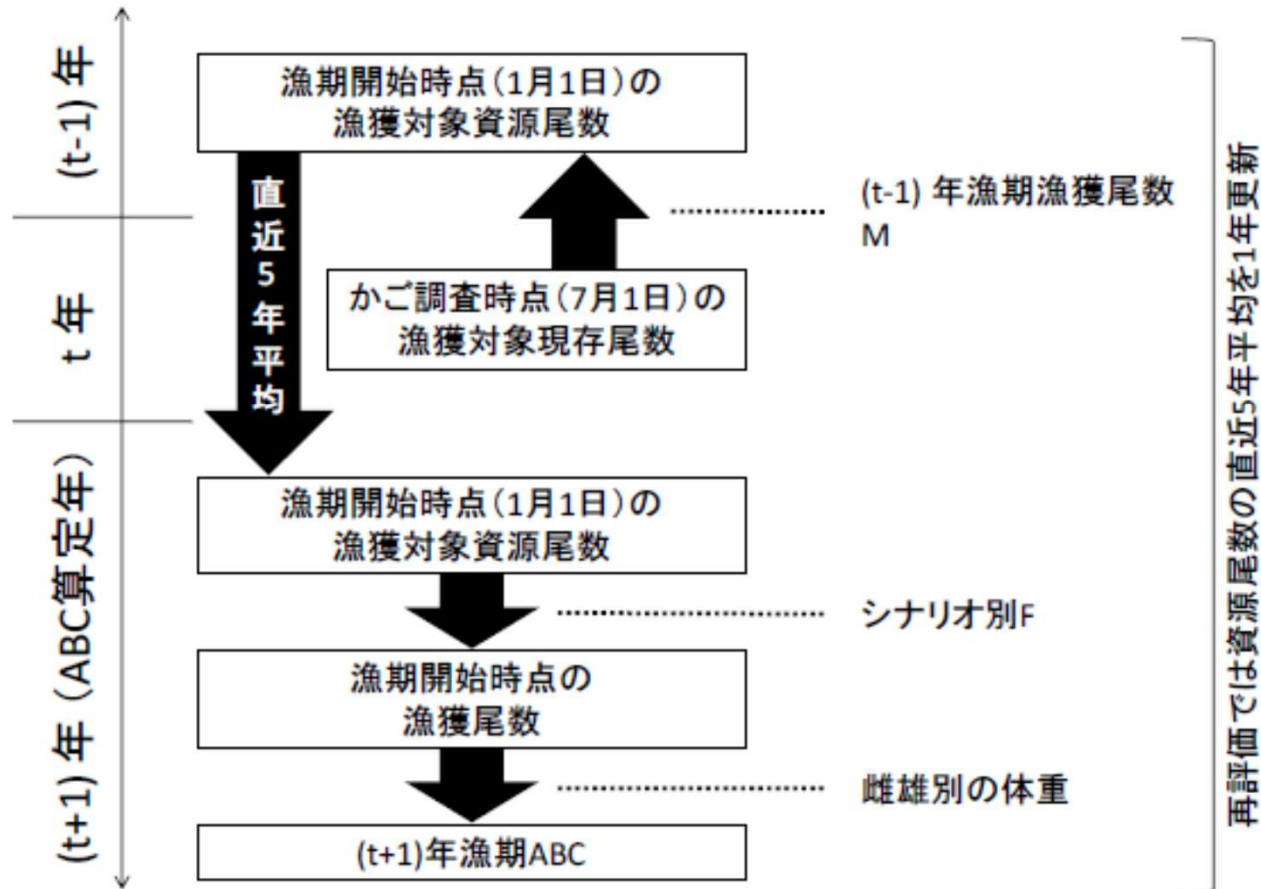 (t-1) 年
漁期開始時点(1月1日)の
漁獲対象資源尾数
直近5年平均
(t-1) 年漁期漁獲尾数
M
t 年
かご調査時点(7月1日)の
漁獲対象現存尾数
(t+1) 年 (ABC算定年)
漁期開始時点(1月1日)の
漁獲対象資源尾数
シナリオ別F
漁期開始時点の
漁獲尾数
雌雄別の体重
(t+1)年漁期ABC
再評価では資源尾数の直近5年平均を1年更新